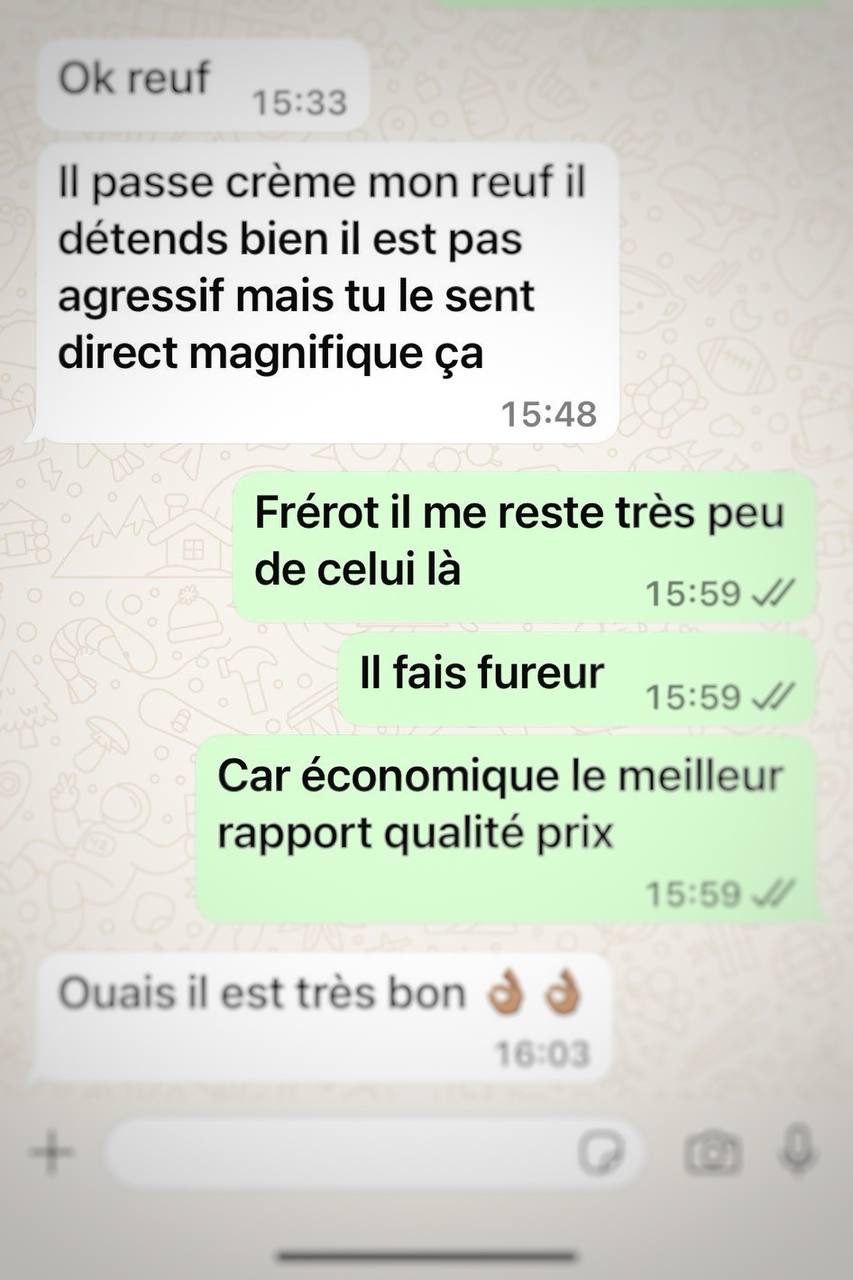 Ok reuf
15:33
Il passe crème mon reuf il
détends bien il est pas
agressif mais tu le sent
direct magnifique ça
15:48
Frérot il me reste très peu
de celui là
15:59
Il fais fureur
15:59
Car économique le meilleur
rapport qualité prix
15:59
Ouais il est très bon 👌🏽 👌🏽
16:03